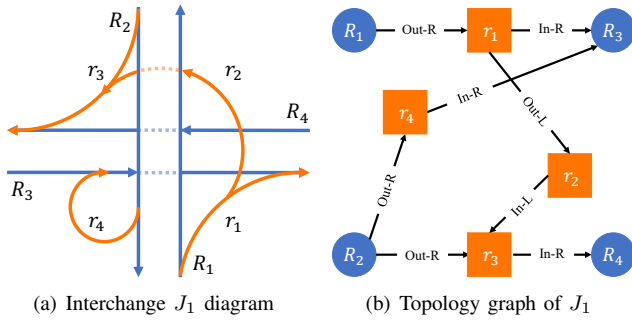 R₂
r₃
r₂
R₄
R₃
r₄
r₁
R₁
(a) Interchange J₁ diagram
R₁ Out-R r₁ In-R R₃
r₄ In-R
Out-L
Out-R
r₂
In-L
R₂ Out-R r₃ In-R R₄
(b) Topology graph of J₁